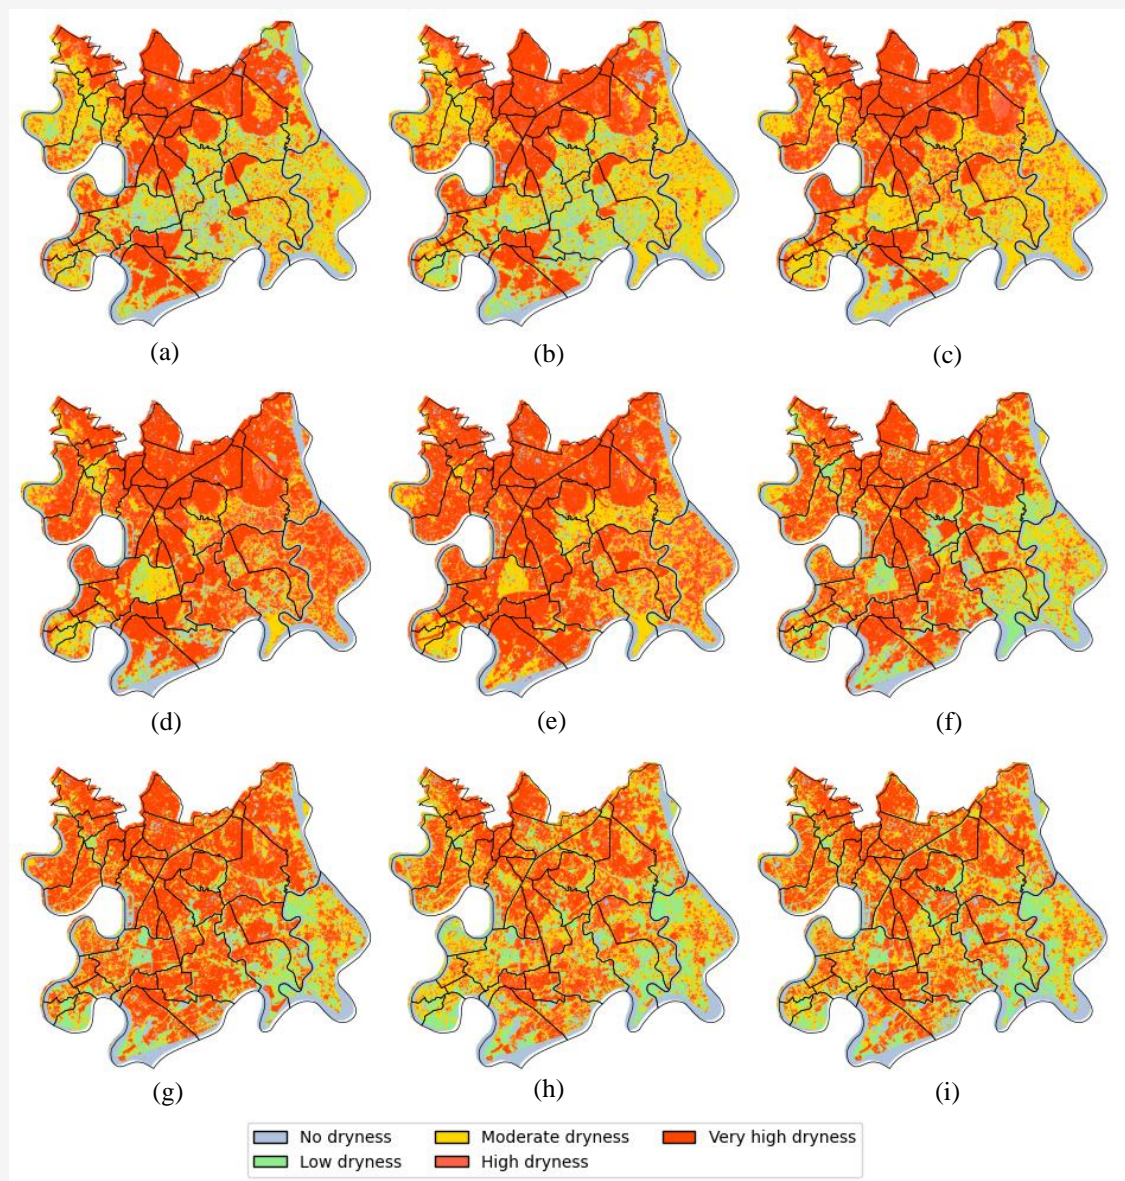 (a) (b) (c)
(d) (e) (f)
(g) (h) (i)
No dryness Moderate dryness Very high dryness
Low dryness High dryness